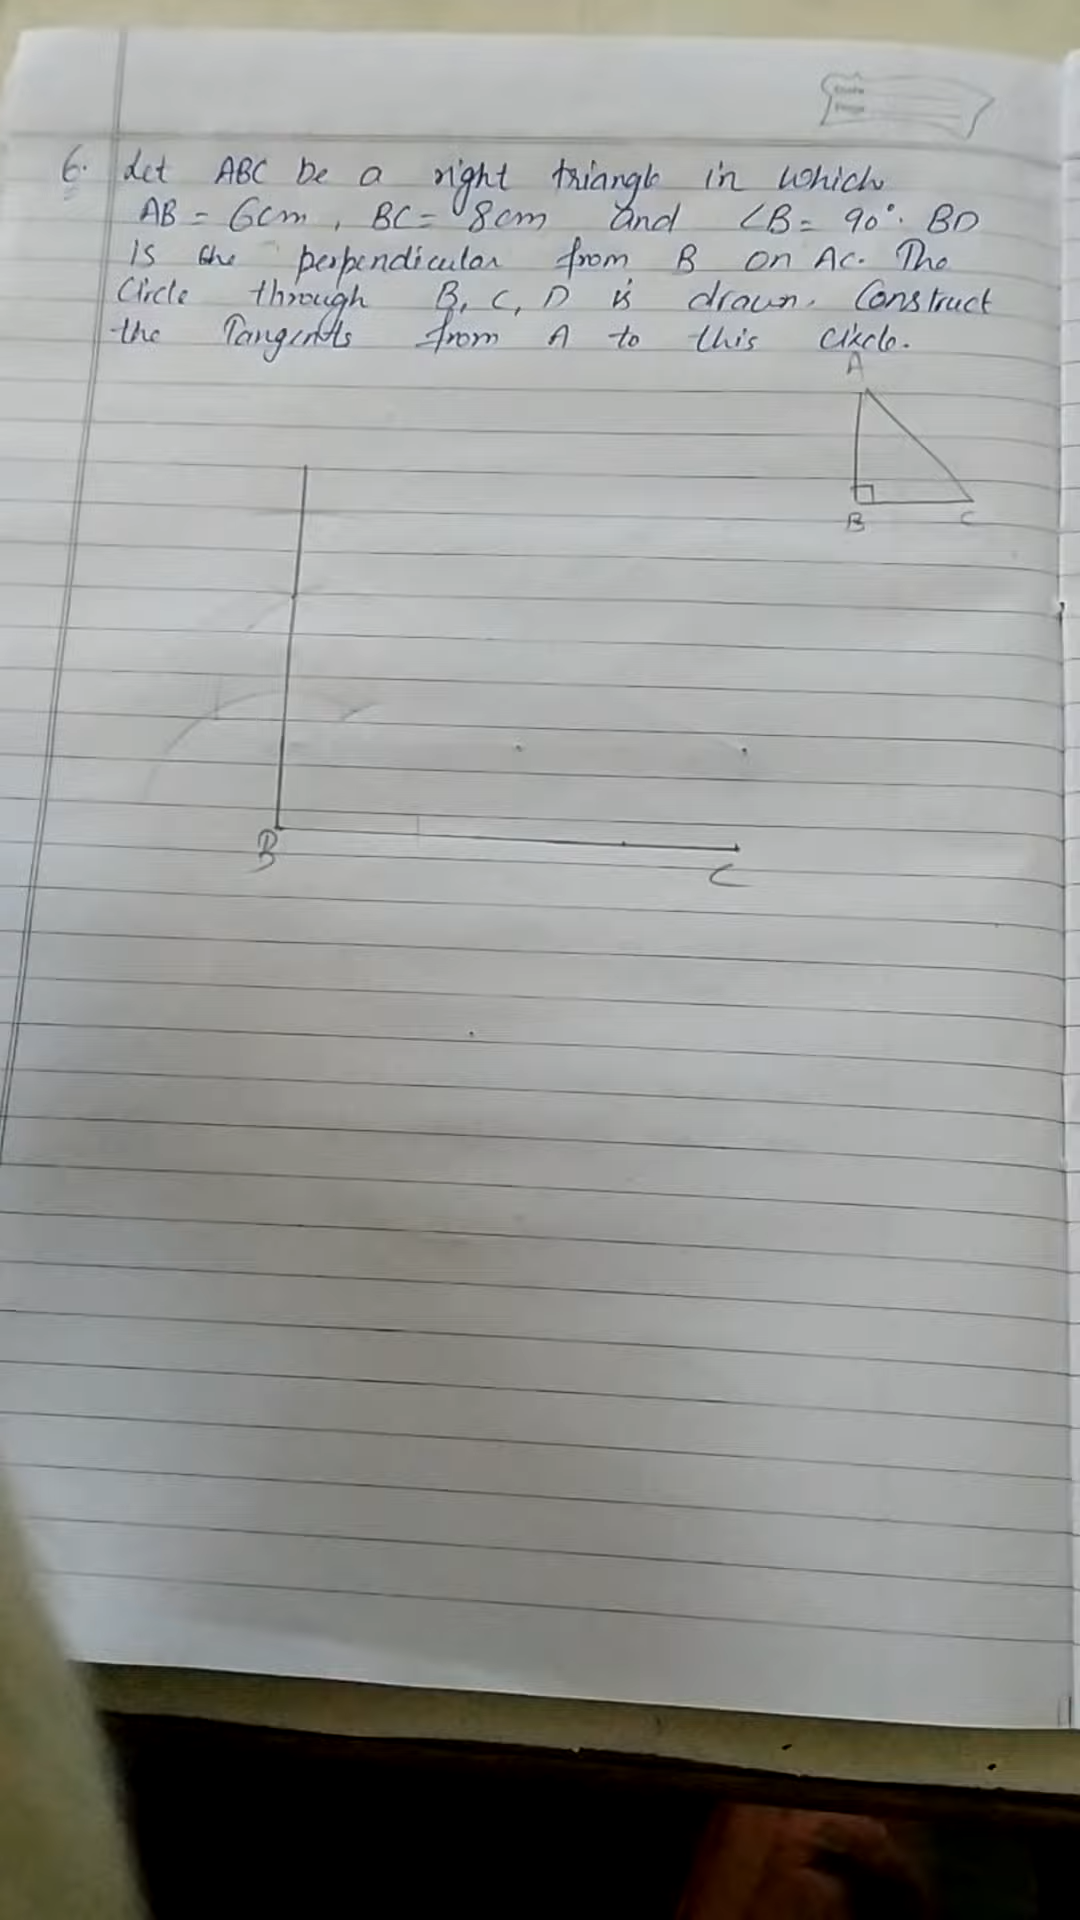 6. Let ABC be a right triangle in which
AB = 6cm, BC = 8cm and ∠B = 90°. BD
is the perpendicular from B on AC. The
Circle through B, C, D is drawn. Construct
the Tangents from A to this Circle.
A
B C
B
C